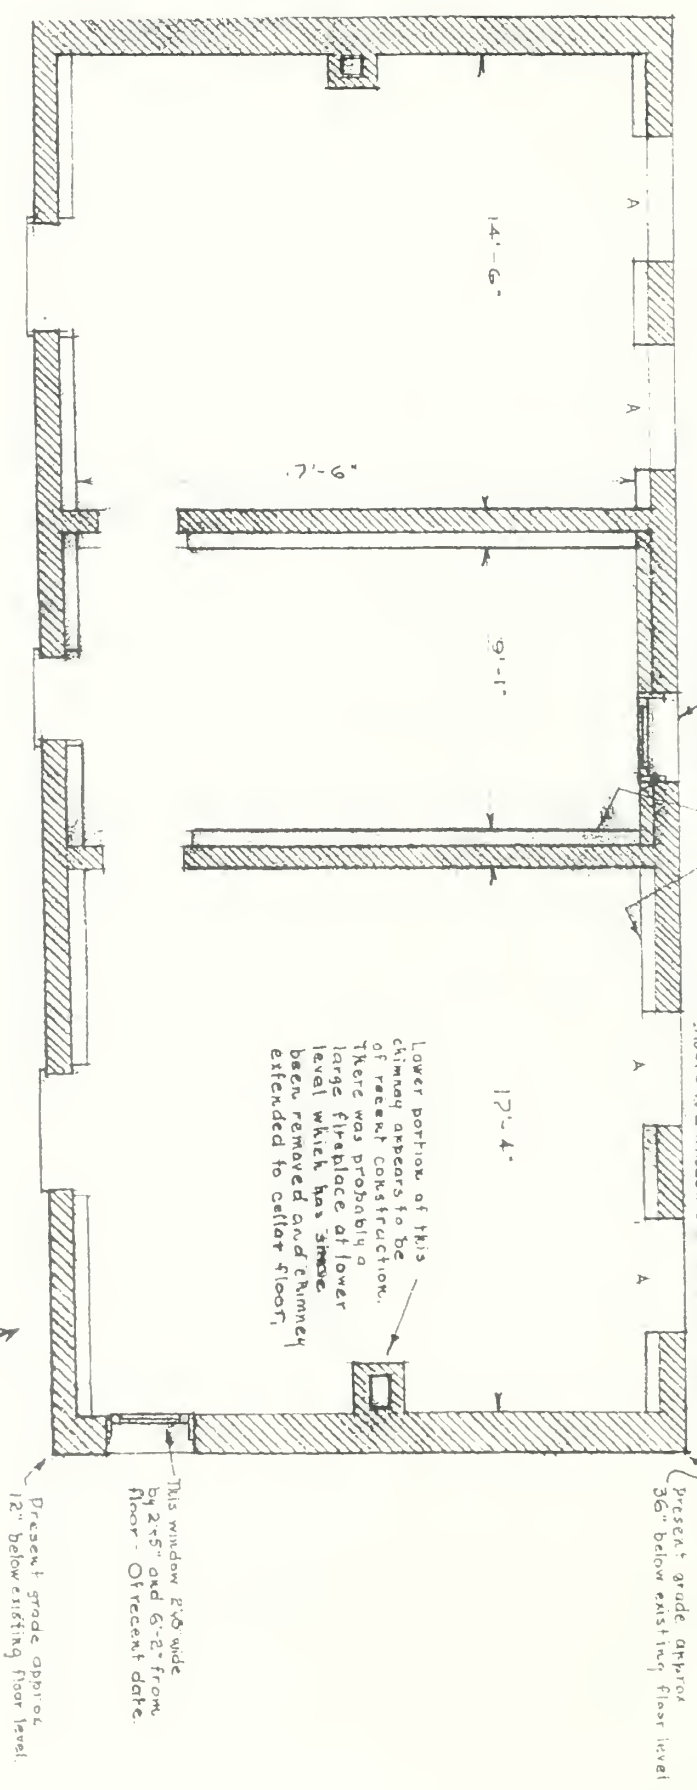 A
14'-6"
A
7'-6"
9'-1"
Lower portion of this
chimney appears to be
of recent construction.
There was probably a
large fireplace at lower
level which has since
been removed and chimney
extended to cellar floor.
17'-4"
A
A
This window 2'8 wide
by 2'5" and 6'-2" from
floor - Of recent date.
Present grade approx
36" below existing floor level
Present grade approx
12" below existing floor level.